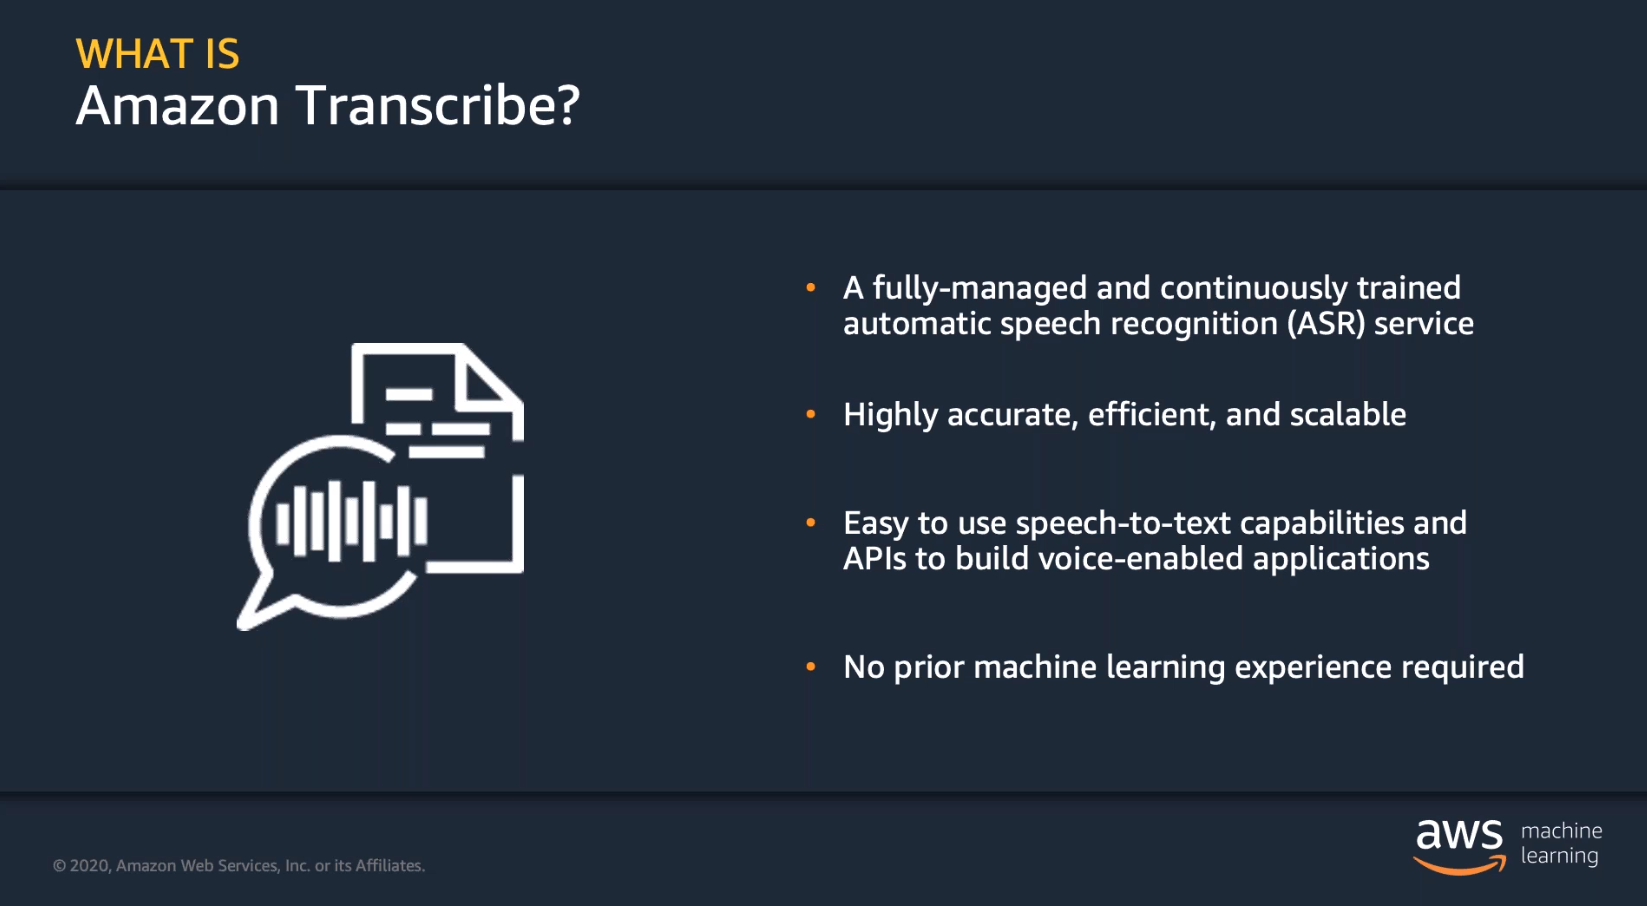 WHAT IS
Amazon Transcribe?
• A fully-managed and continuously trained
automatic speech recognition (ASR) service
• Highly accurate, efficient, and scalable
• Easy to use speech-to-text capabilities and
APIs to build voice-enabled applications
• No prior machine learning experience required
© 2020, Amazon Web Services, Inc. or its Affiliates.
aws
machine
learning